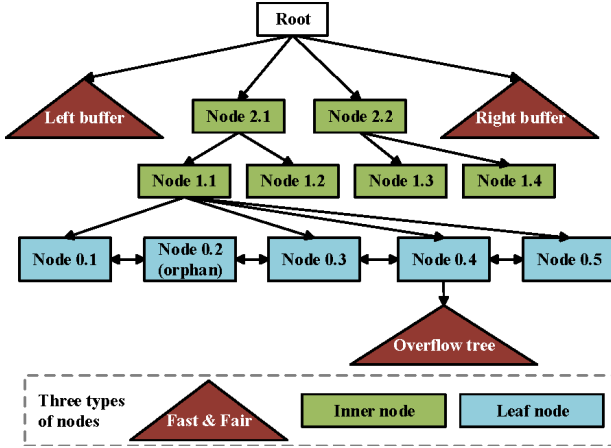 Root
Left buffer
Node 2.1
Node 2.2
Right buffer
Node 1.1
Node 1.2
Node 1.3
Node 1.4
Node 0.1
Node 0.2
(orphan)
Node 0.3
Node 0.4
Node 0.5
Overflow tree
Three types
of nodes
Fast & Fair
Inner node
Leaf node